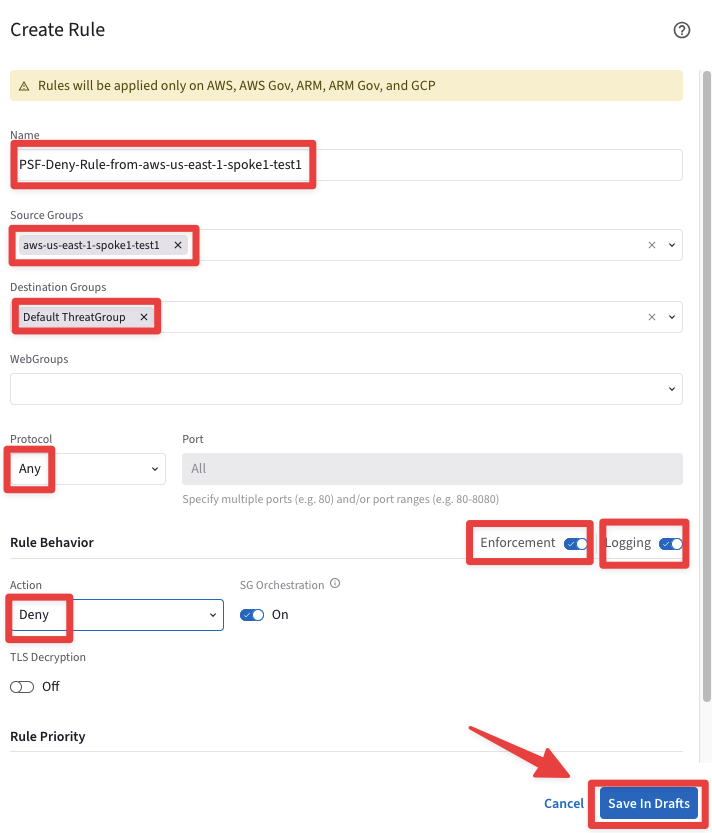 Create Rule
Rules will be applied only on AWS, AWS Gov, ARM, ARM Gov, and GCP
Name
PSF-Deny-Rule-from-aws-us-east-1-spoke1-test1
Source Groups
aws-us-east-1-spoke1-test1
Destination Groups
Default ThreatGroup
WebGroups
Protocol Port
Any All
Specify multiple ports (e.g. 80) and/or port ranges (e.g. 80-8080)
Rule Behavior Enforcement Logging
Action SG Orchestration
Deny On
TLS Decryption
Off
Rule Priority
Cancel Save In Drafts